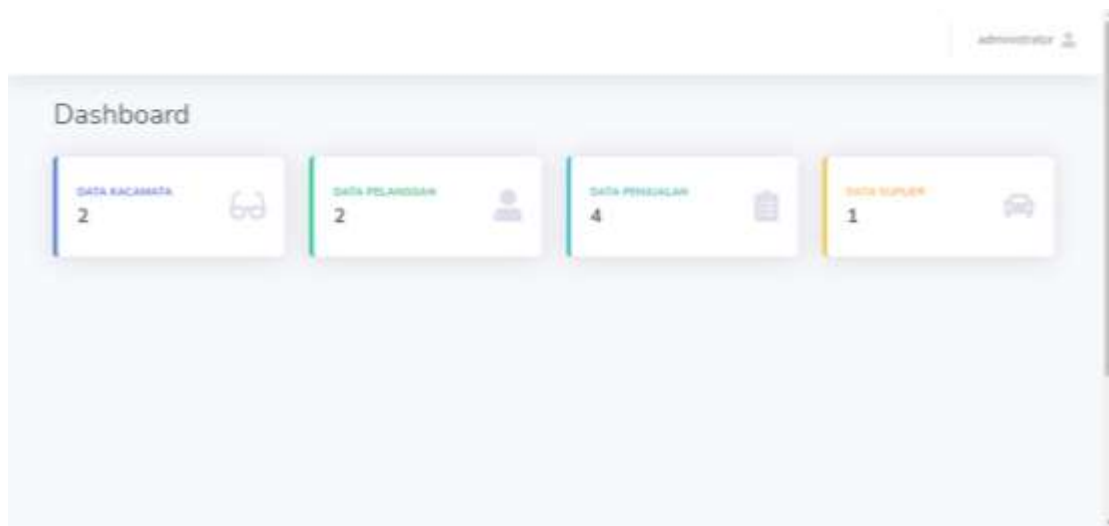 administrator
Dashboard
DATA KACAMATA
2
DATA PELANGGAN
2
DATA PENJUALAN
4
DATA SUPLIER
1